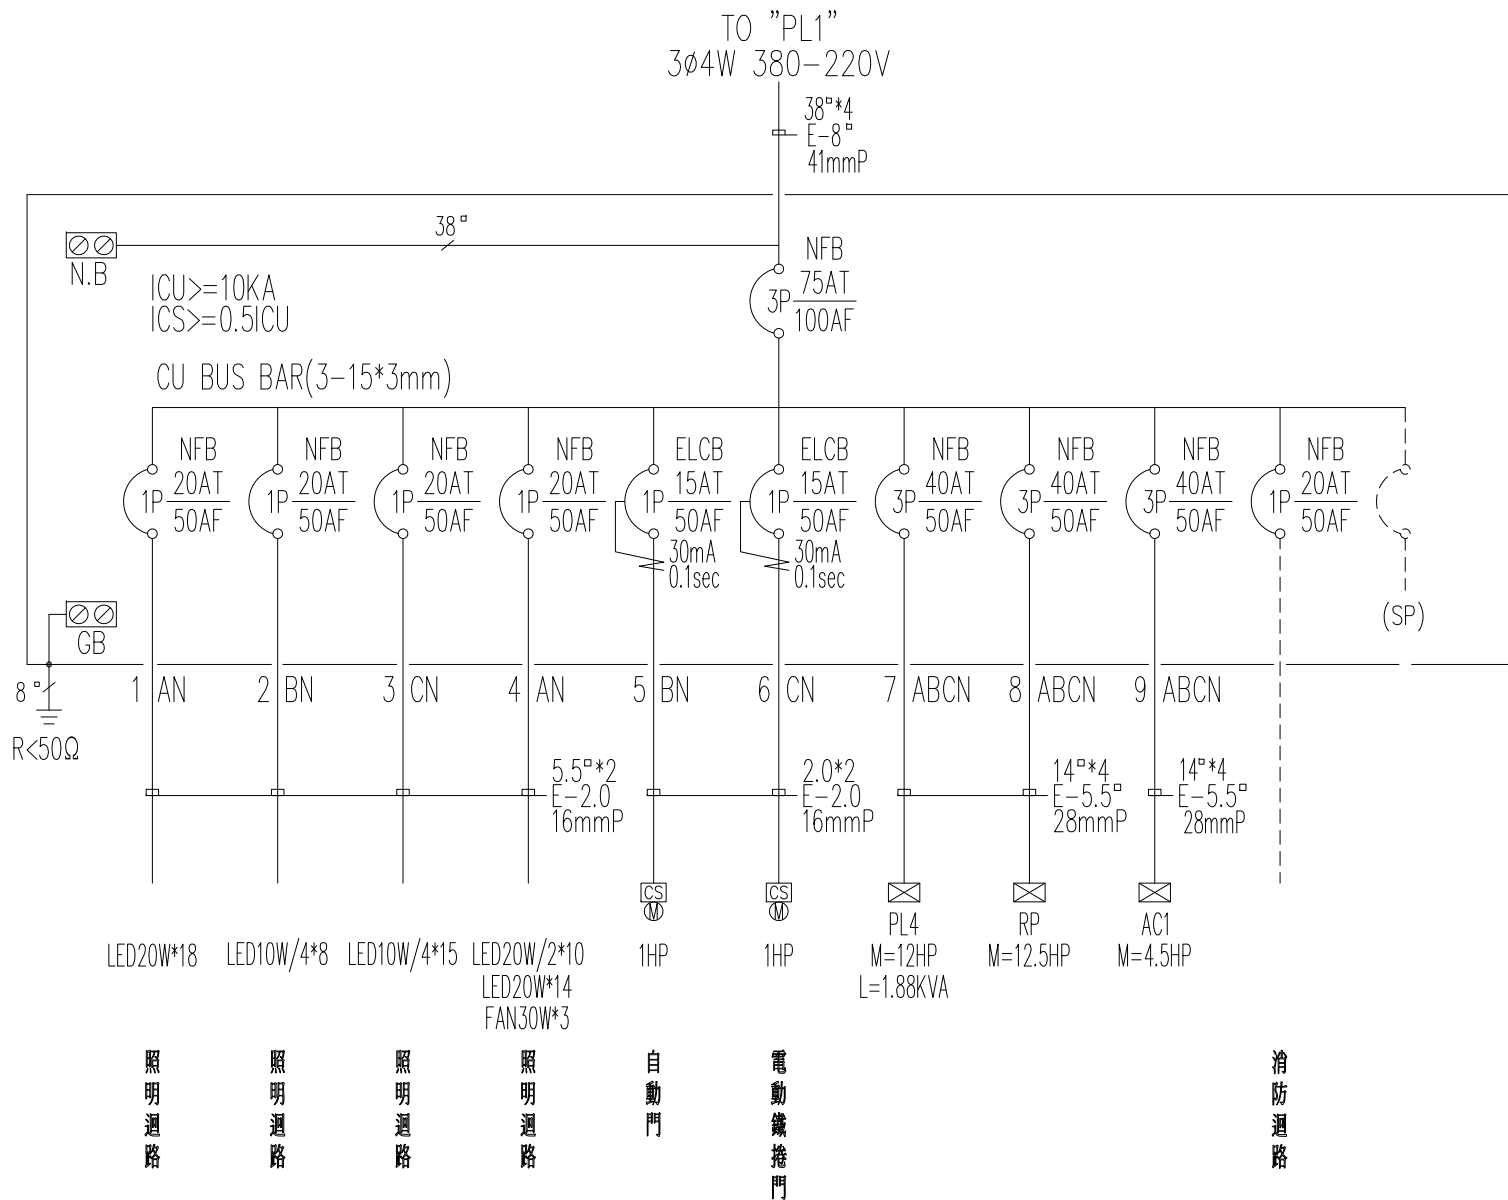 TO "PL1"
3ø4W 380-220V
38□*4
E-8□
41mmP
38□
N.B
ICU>=10KA
ICS>=0.5ICU
NFB
3P 75AT
100AF
CU BUS BAR(3-15*3mm)
NFB
1P 20AT
50AF
NFB
1P 20AT
50AF
NFB
1P 20AT
50AF
NFB
1P 20AT
50AF
ELCB
1P 15AT
50AF
30mA
0.1sec
ELCB
1P 15AT
50AF
30mA
0.1sec
NFB
3P 40AT
50AF
NFB
3P 40AT
50AF
NFB
3P 40AT
50AF
NFB
1P 20AT
50AF
(SP)
GB
8□
R<50Ω
1 AN
2 BN
3 CN
4 AN
5 BN
6 CN
7 ABCN
8 ABCN
9 ABCN
5.5□*2
E-2.0
16mmP
2.0*2
E-2.0
16mmP
14□*4
E-5.5□
28mmP
14□*4
E-5.5□
28mmP
CS
M
CS
M
LED20W*18
LED10W/4*8
LED10W/4*15
LED20W/2*10
LED20W*14
FAN30W*3
1HP
1HP
PL4
M=12HP
L=1.88KVA
RP
M=12.5HP
AC1
M=4.5HP
照明迴路
照明迴路
照明迴路
照明迴路
自動門
電動鐵捲門
消防迴路